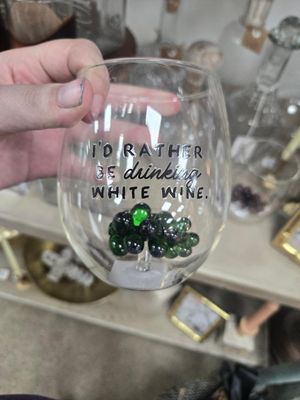 I'D RATHER
BE drinking
WHITE WINE.